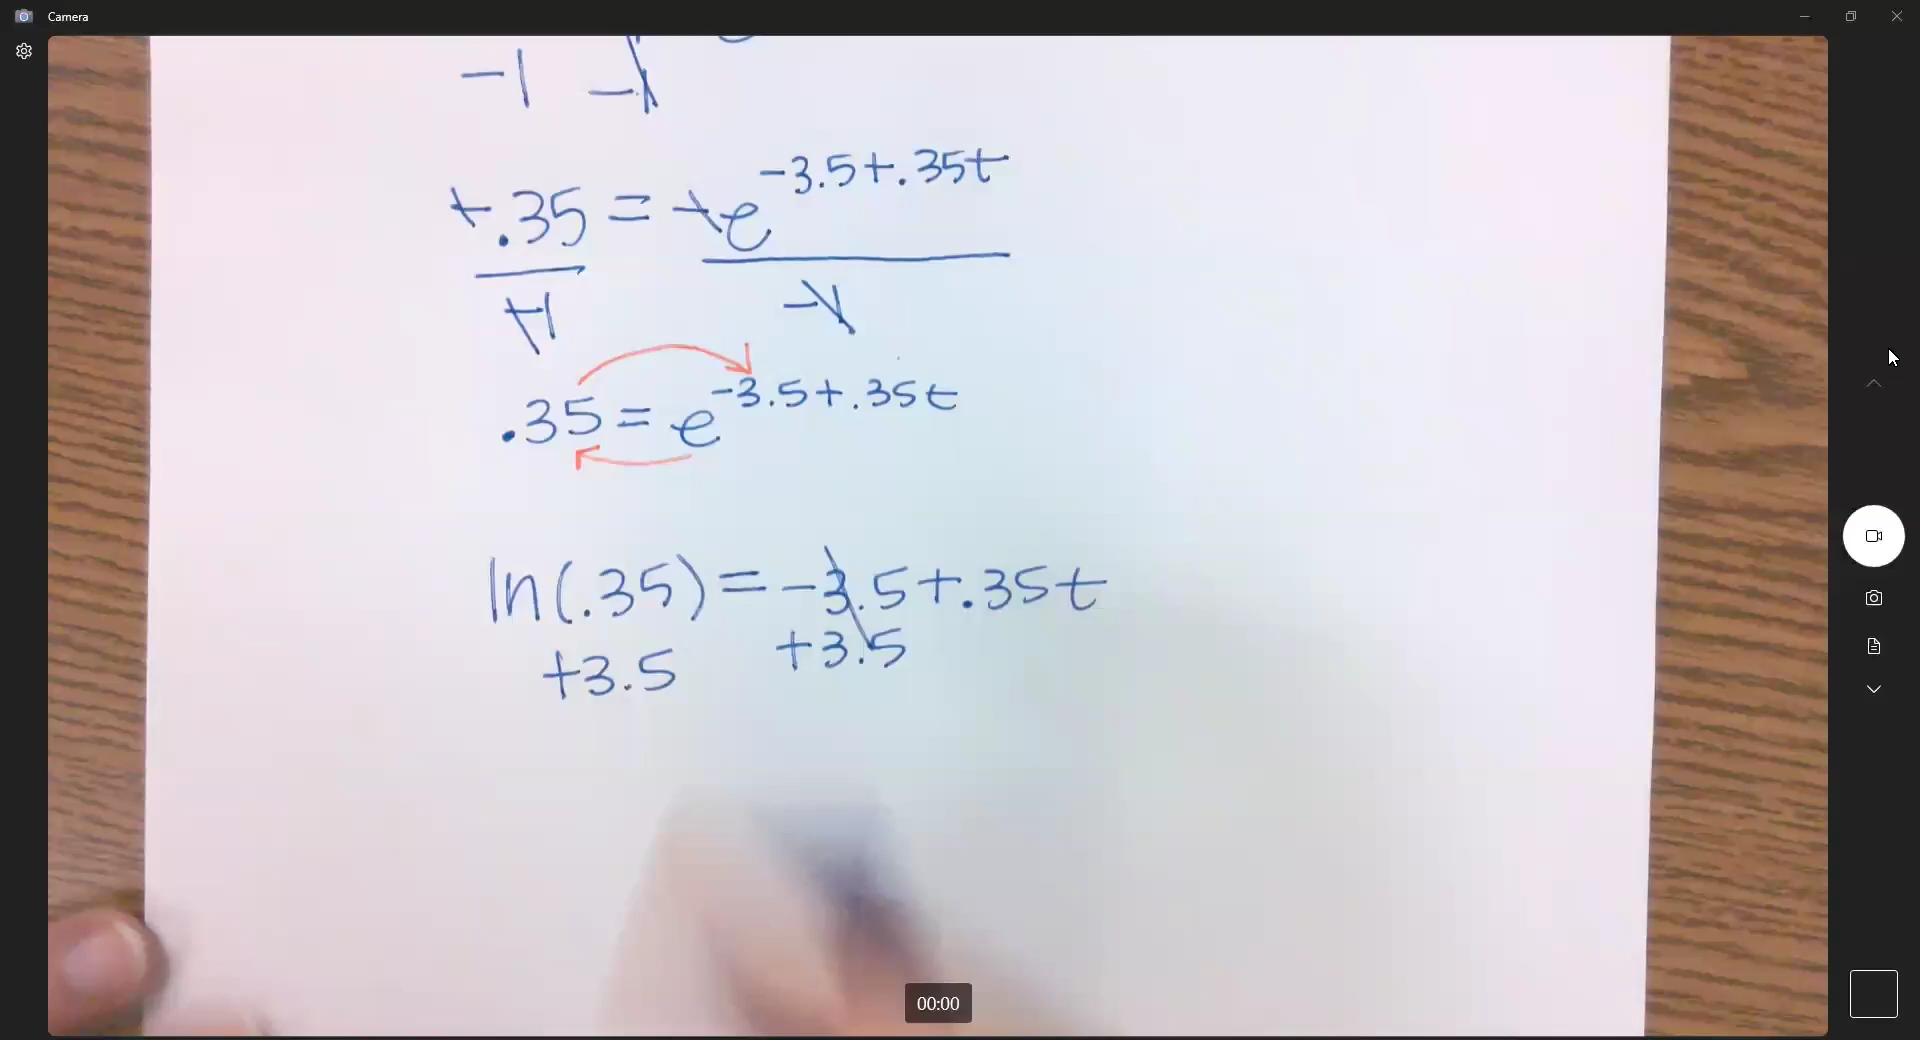 Camera
-1 -1
+.35 = +e^-3.5+.35t
+1 -1
.35 = e^-3.5+.35t
ln(.35) = -3.5+.35t
+3.5 +3.5
00:00